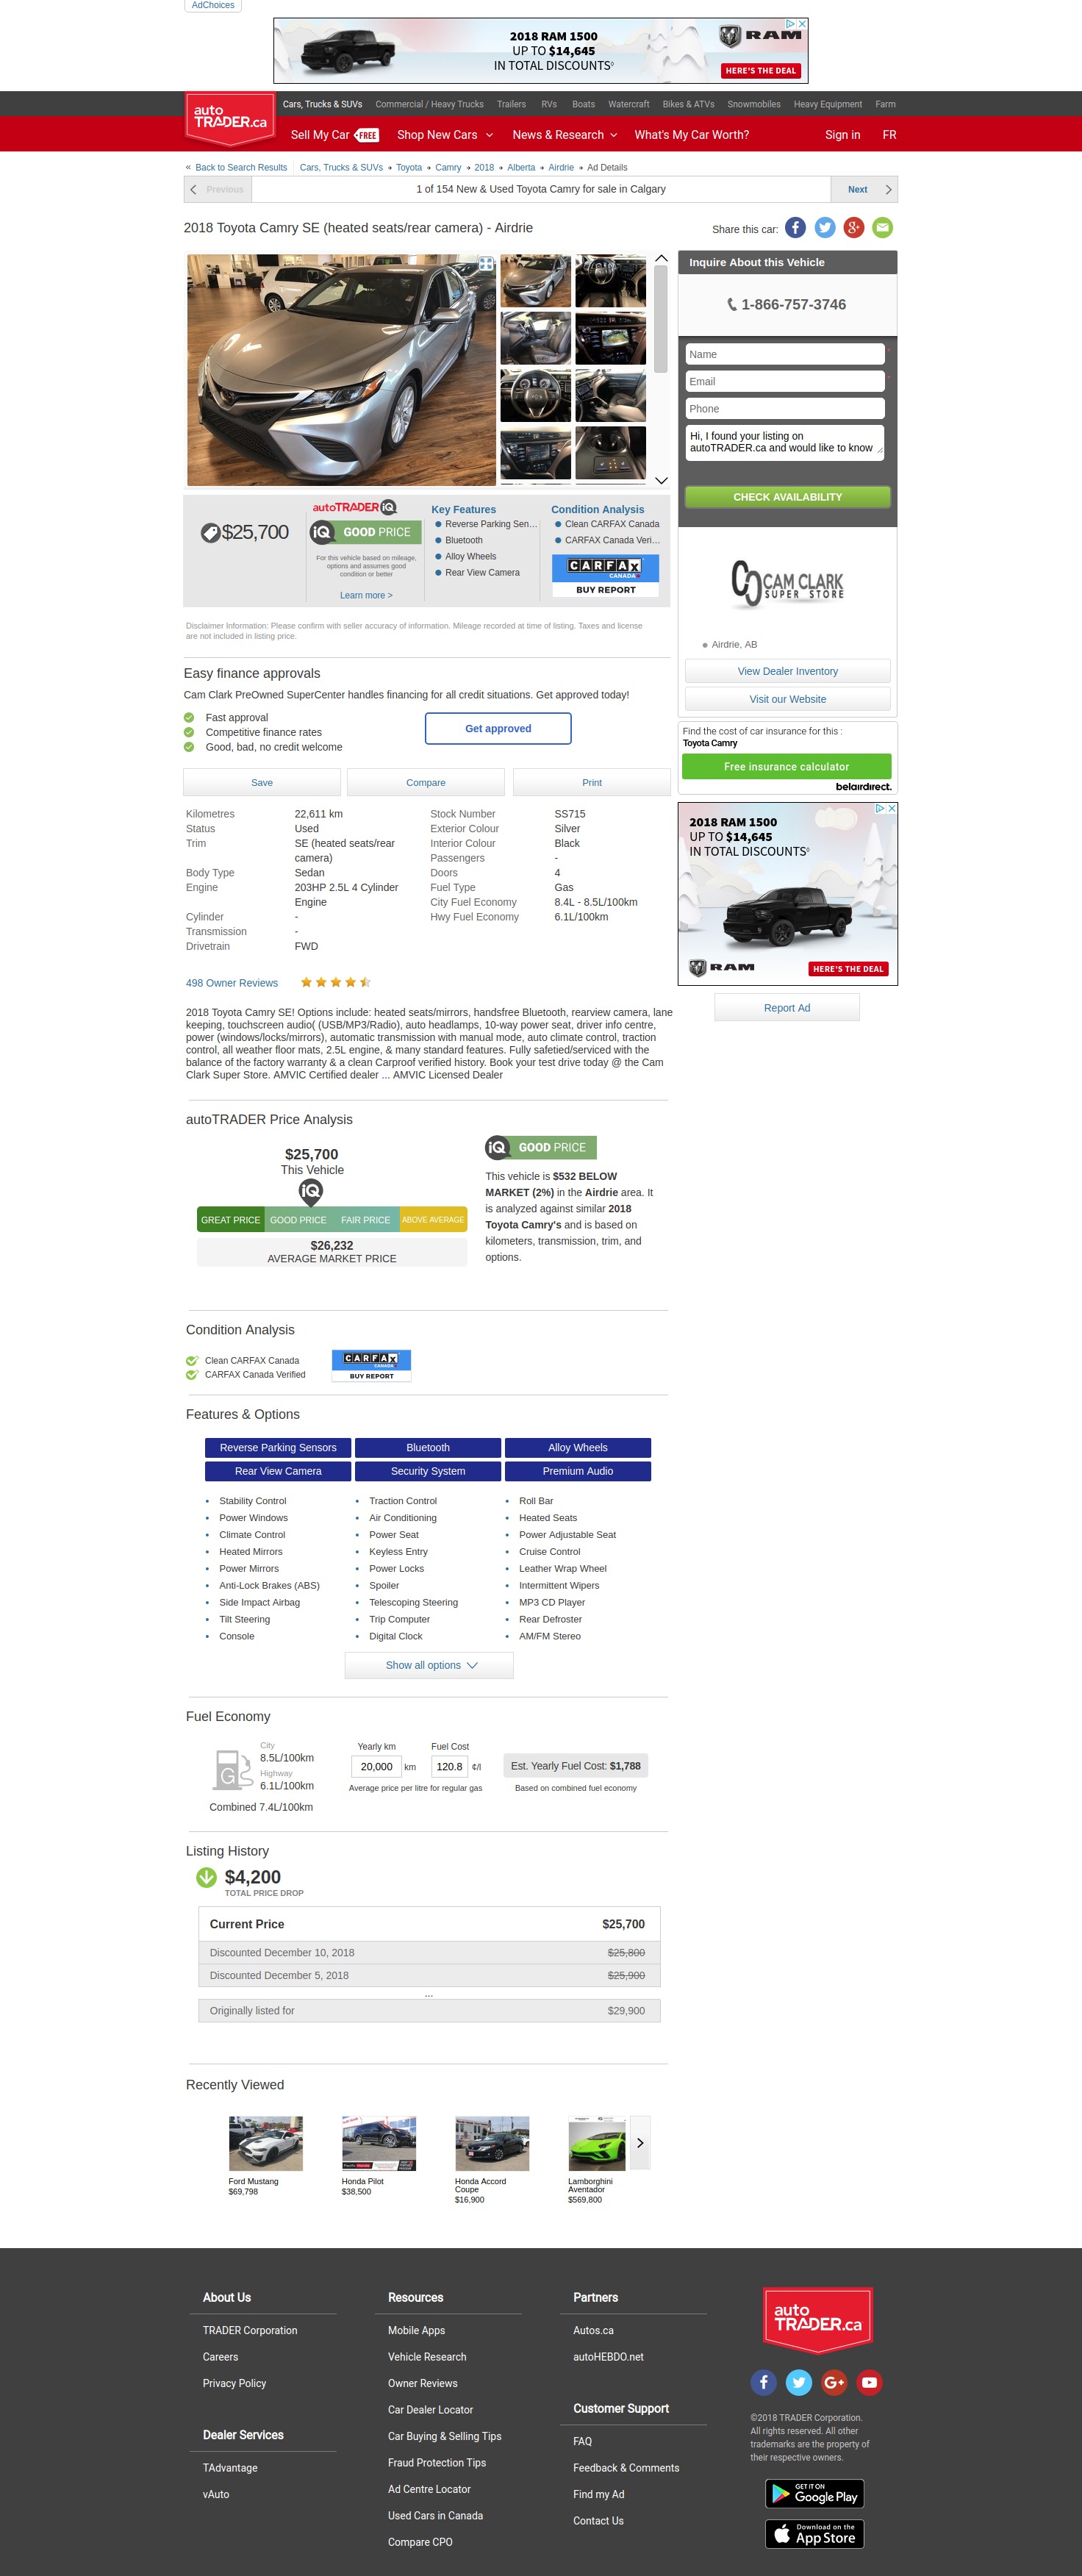 AdChoices
2018 RAM 1500
UP TO $14,645
IN TOTAL DISCOUNTS◊
RAM
HERE'S THE DEAL
auto
TRADER.ca
Cars, Trucks & SUVs Commercial / Heavy Trucks Trailers RVs Boats Watercraft Bikes & ATVs Snowmobiles Heavy Equipment Farm
Sell My Car FREE Shop New Cars News & Research What's My Car Worth? Sign in FR
« Back to Search Results Cars, Trucks & SUVs → Toyota → Camry → 2018 → Alberta → Airdrie → Ad Details
Previous 1 of 154 New & Used Toyota Camry for sale in Calgary Next
2018 Toyota Camry SE (heated seats/rear camera) - Airdrie
Share this car:
Inquire About this Vehicle
1-866-757-3746
Name *
Email *
Phone
Hi, I found your listing on
autoTRADER.ca and would like to know
CHECK AVAILABILITY
CAM CLARK
SUPER STORE
Airdrie, AB
View Dealer Inventory
Visit our Website
Find the cost of car insurance for this :
Toyota Camry
Free insurance calculator
belairdirect.
2018 RAM 1500
UP TO $14,645
IN TOTAL DISCOUNTS◊
RAM
HERE'S THE DEAL
Report Ad
$25,700
autoTRADER iQ
iQ GOOD PRICE
For this vehicle based on mileage,
options and assumes good
condition or better
Learn more >
Key Features
Reverse Parking Sen...
Bluetooth
Alloy Wheels
Rear View Camera
Condition Analysis
Clean CARFAX Canada
CARFAX Canada Veri...
CARFAX
CANADA
BUY REPORT
Disclaimer Information: Please confirm with seller accuracy of information. Mileage recorded at time of listing. Taxes and license
are not included in listing price.
Easy finance approvals
Cam Clark PreOwned SuperCenter handles financing for all credit situations. Get approved today!
Fast approval
Competitive finance rates
Good, bad, no credit welcome
Get approved
Save Compare Print
Kilometres 22,611 km
Status Used
Trim SE (heated seats/rear
camera)
Body Type Sedan
Engine 203HP 2.5L 4 Cylinder
Engine
Cylinder -
Transmission -
Drivetrain FWD
Stock Number SS715
Exterior Colour Silver
Interior Colour Black
Passengers -
Doors 4
Fuel Type Gas
City Fuel Economy 8.4L - 8.5L/100km
Hwy Fuel Economy 6.1L/100km
498 Owner Reviews
2018 Toyota Camry SE! Options include: heated seats/mirrors, handsfree Bluetooth, rearview camera, lane
keeping, touchscreen audio( (USB/MP3/Radio), auto headlamps, 10-way power seat, driver info centre,
power (windows/locks/mirrors), automatic transmission with manual mode, auto climate control, traction
control, all weather floor mats, 2.5L engine, & many standard features. Fully safetied/serviced with the
balance of the factory warranty & a clean Carproof verified history. Book your test drive today @ the Cam
Clark Super Store. AMVIC Certified dealer ... AMVIC Licensed Dealer
autoTRADER Price Analysis
$25,700
This Vehicle
iQ
GREAT PRICE GOOD PRICE FAIR PRICE ABOVE AVERAGE
$26,232
AVERAGE MARKET PRICE
iQ GOOD PRICE
This vehicle is $532 BELOW
MARKET (2%) in the Airdrie area. It
is analyzed against similar 2018
Toyota Camry's and is based on
kilometers, transmission, trim, and
options.
Condition Analysis
Clean CARFAX Canada
CARFAX Canada Verified
CARFAX
CANADA
BUY REPORT
Features & Options
Reverse Parking Sensors Bluetooth Alloy Wheels
Rear View Camera Security System Premium Audio
Stability Control Traction Control Roll Bar
Power Windows Air Conditioning Heated Seats
Climate Control Power Seat Power Adjustable Seat
Heated Mirrors Keyless Entry Cruise Control
Power Mirrors Power Locks Leather Wrap Wheel
Anti-Lock Brakes (ABS) Spoiler Intermittent Wipers
Side Impact Airbag Telescoping Steering MP3 CD Player
Tilt Steering Trip Computer Rear Defroster
Console Digital Clock AM/FM Stereo
Show all options
Fuel Economy
G
City
8.5L/100km
Highway
6.1L/100km
Combined 7.4L/100km
Yearly km Fuel Cost
20,000 km 120.8 ¢/l
Average price per litre for regular gas
Est. Yearly Fuel Cost: $1,788
Based on combined fuel economy
Listing History
$4,200
TOTAL PRICE DROP
Current Price $25,700
Discounted December 10, 2018 $25,800
Discounted December 5, 2018 $25,900
...
Originally listed for $29,900
Recently Viewed
Ford Mustang
$69,798
Honda Pilot
$38,500
Honda Accord
Coupe
$16,900
Lamborghini
Aventador
$569,800
About Us
TRADER Corporation
Careers
Privacy Policy
Dealer Services
TAdvantage
vAuto
Resources
Mobile Apps
Vehicle Research
Owner Reviews
Car Dealer Locator
Car Buying & Selling Tips
Fraud Protection Tips
Ad Centre Locator
Used Cars in Canada
Compare CPO
Partners
Autos.ca
autoHEBDO.net
Customer Support
FAQ
Feedback & Comments
Find my Ad
Contact Us
auto
TRADER.ca
©2018 TRADER Corporation.
All rights reserved. All other
trademarks are the property of
their respective owners.
GET IT ON
Google Play
Download on the
App Store